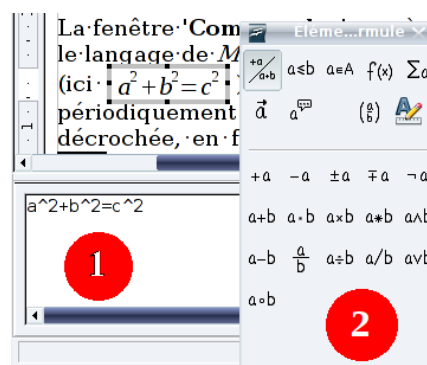 La·fenêtre·'Com
le·langage·de·M
(ici· a²+b²=c²
périodiquement
décrochée,·en·f
a^2+b^2=c^2
1
Eleme...rmule
+a/a+b a≤b a∈A f(x) Σa
a⃗ a (a/b)
+a −a ±a ∓a ¬a
a+b a·b a×b a∗b a∧b
a−b a/b a÷b a/b a∨b
a∘b
2